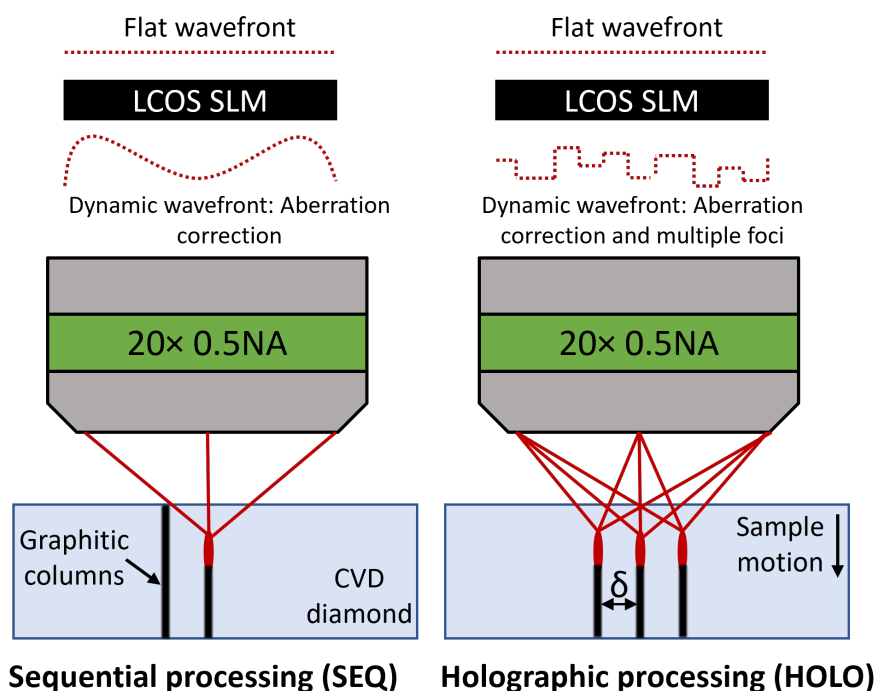 Flat wavefront
LCOS SLM
Dynamic wavefront: Aberration
correction
20× 0.5NA
Graphitic
columns
CVD
diamond
Sequential processing (SEQ)
Flat wavefront
LCOS SLM
Dynamic wavefront: Aberration
correction and multiple foci
20× 0.5NA
Sample
motion
δ
Holographic processing (HOLO)